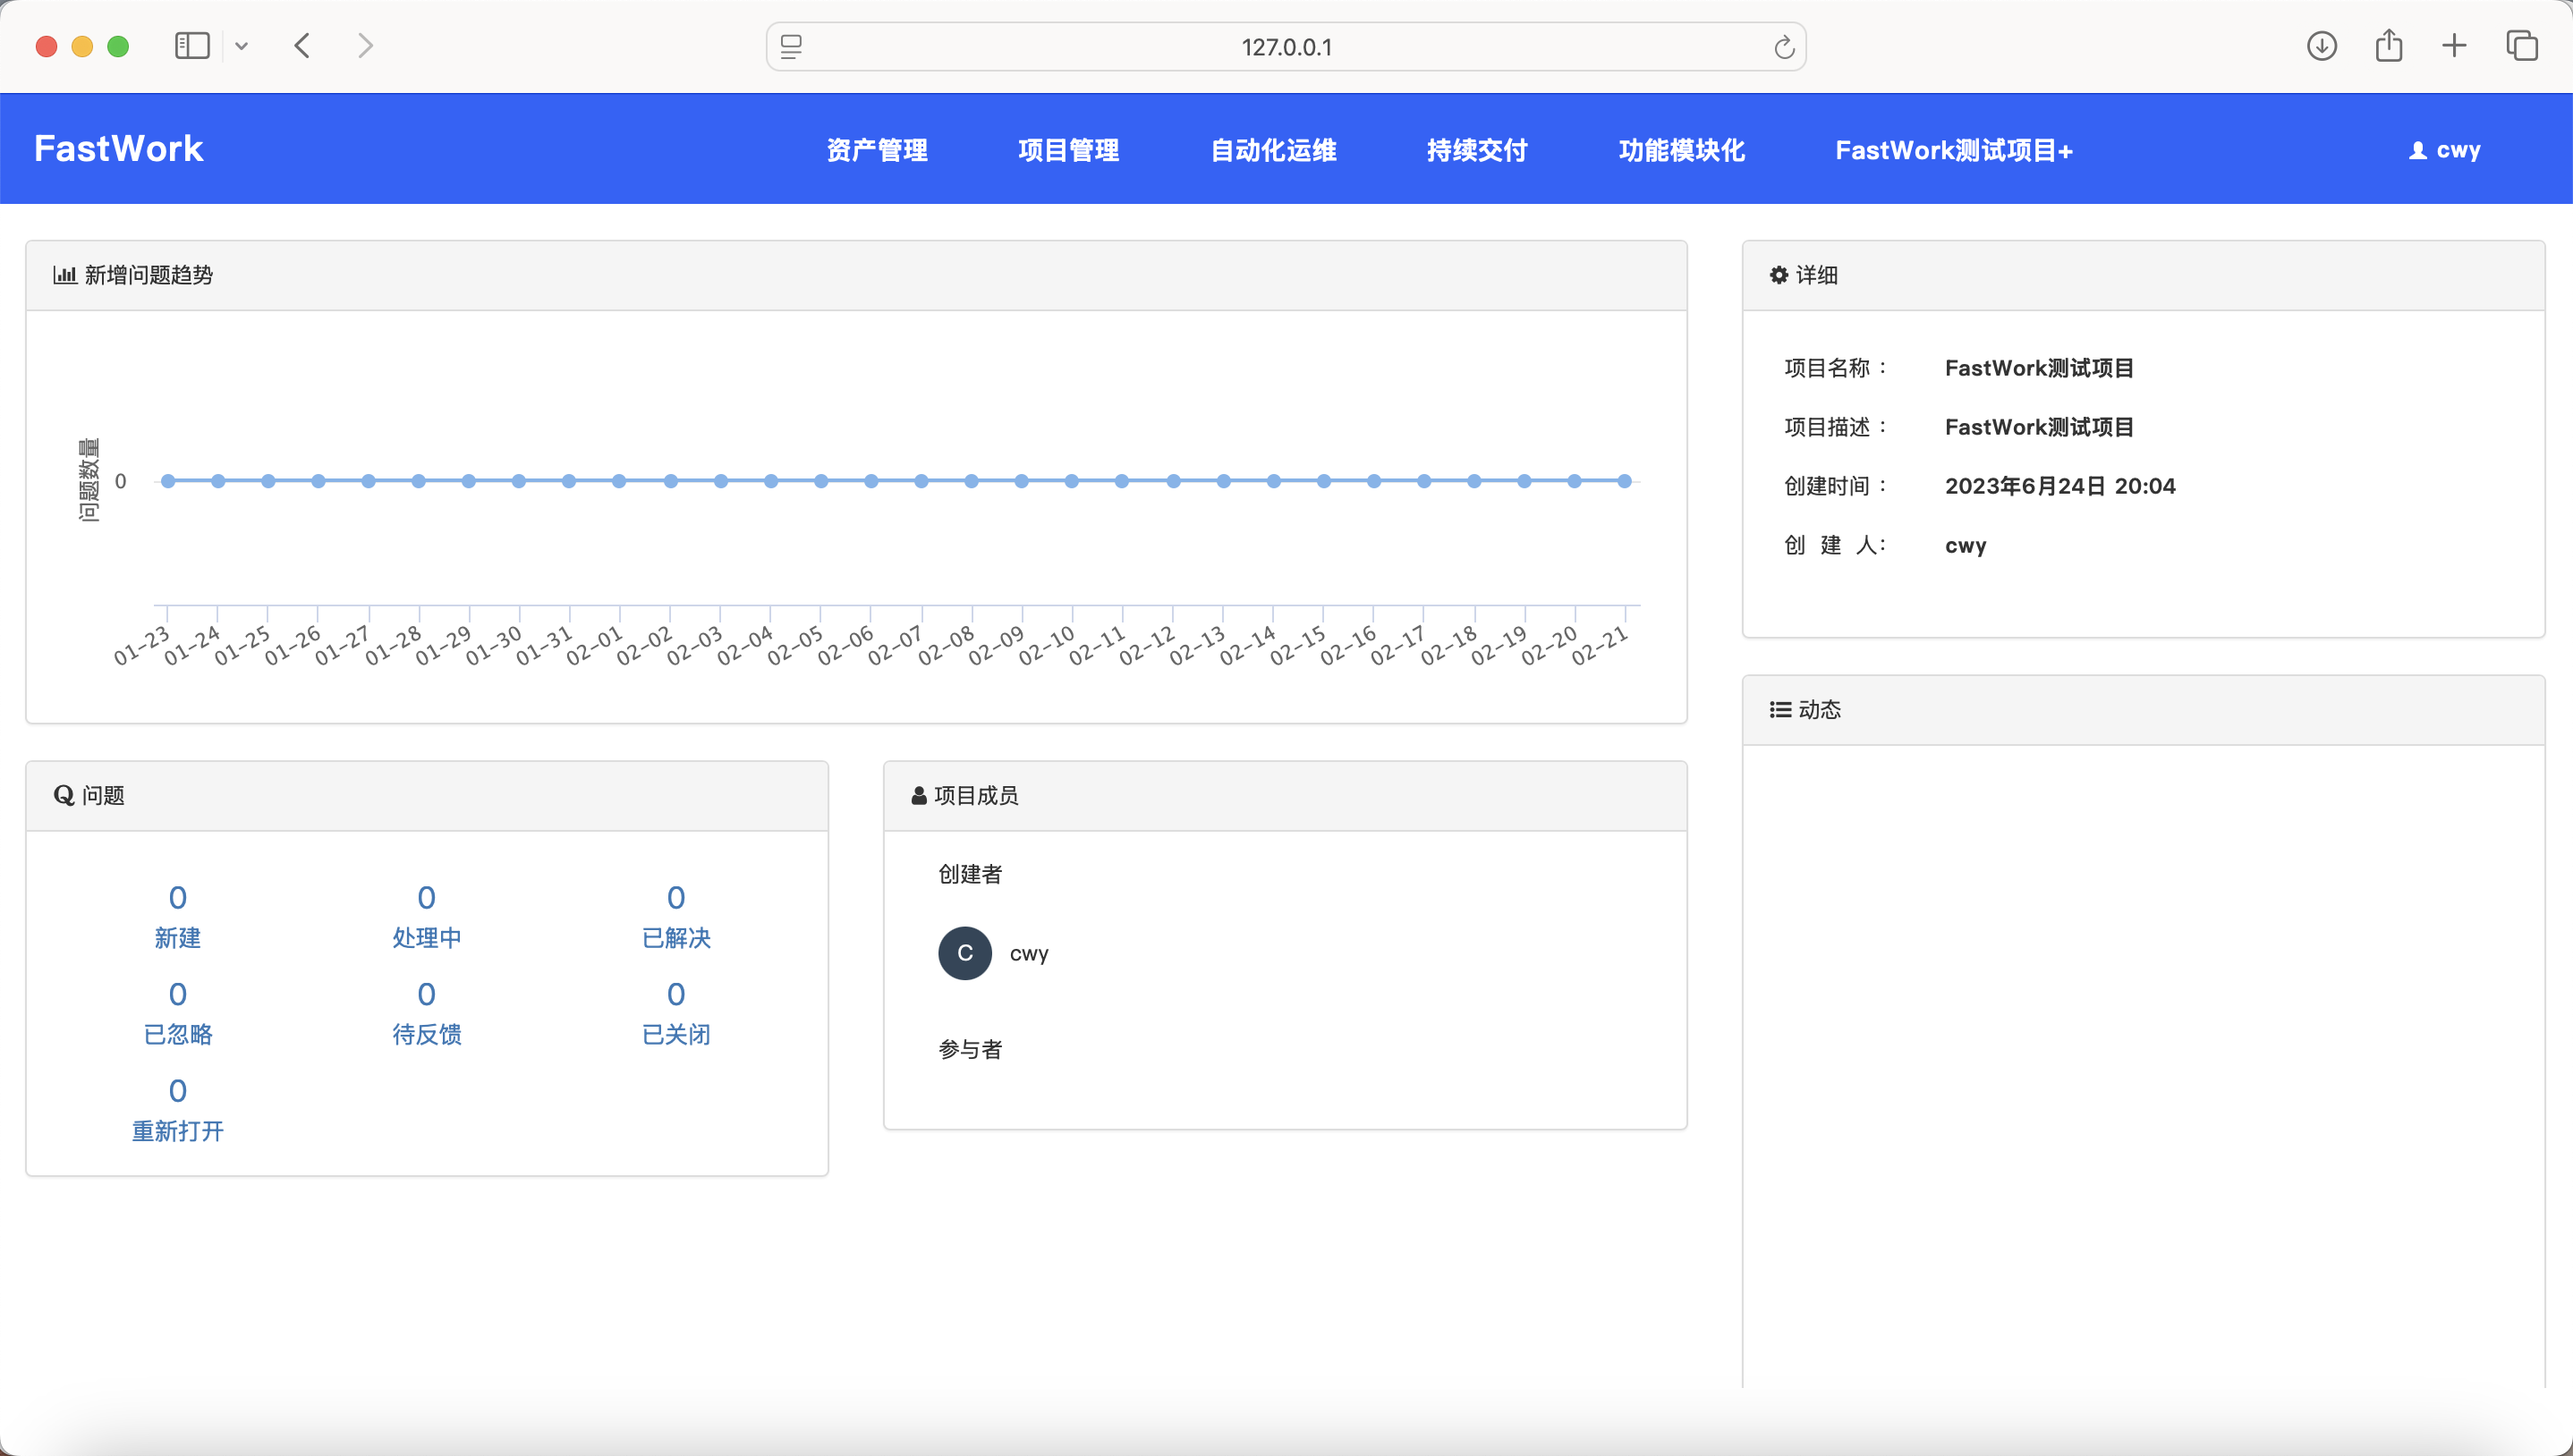 127.0.0.1
FastWork
资产管理
项目管理
自动化运维
持续交付
功能模块化
FastWork测试项目+
cwy
新增问题趋势
问题数量
0
01-23
01-24
01-25
01-26
01-27
01-28
01-29
01-30
01-31
02-01
02-02
02-03
02-04
02-05
02-06
02-07
02-08
02-09
02-10
02-11
02-12
02-13
02-14
02-15
02-16
02-17
02-18
02-19
02-20
02-21
详细
项目名称： FastWork测试项目
项目描述： FastWork测试项目
创建时间： 2023年6月24日 20:04
创 建 人： cwy
问题
0
新建
0
处理中
0
已解决
0
已忽略
0
待反馈
0
已关闭
0
重新打开
项目成员
创建者
C cwy
参与者
动态